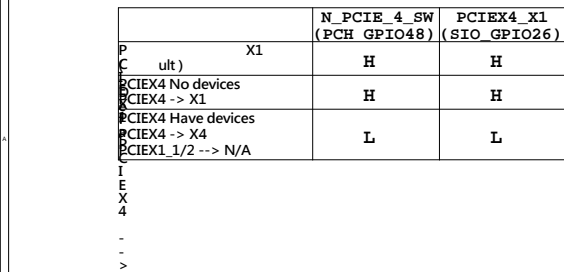 N_PCIE_4_SW PCIEX4_X1
(PCH GPIO48) (SIO_GPIO26)
X1
ult)
H H
PCIEX4 No devices
PCIEX4 -> X1
H H
PCIEX4 Have devices
PCIEX4 -> X4
PCIEX1_1/2 --> N/A
L L
I
E
X
4
-
-
>
A